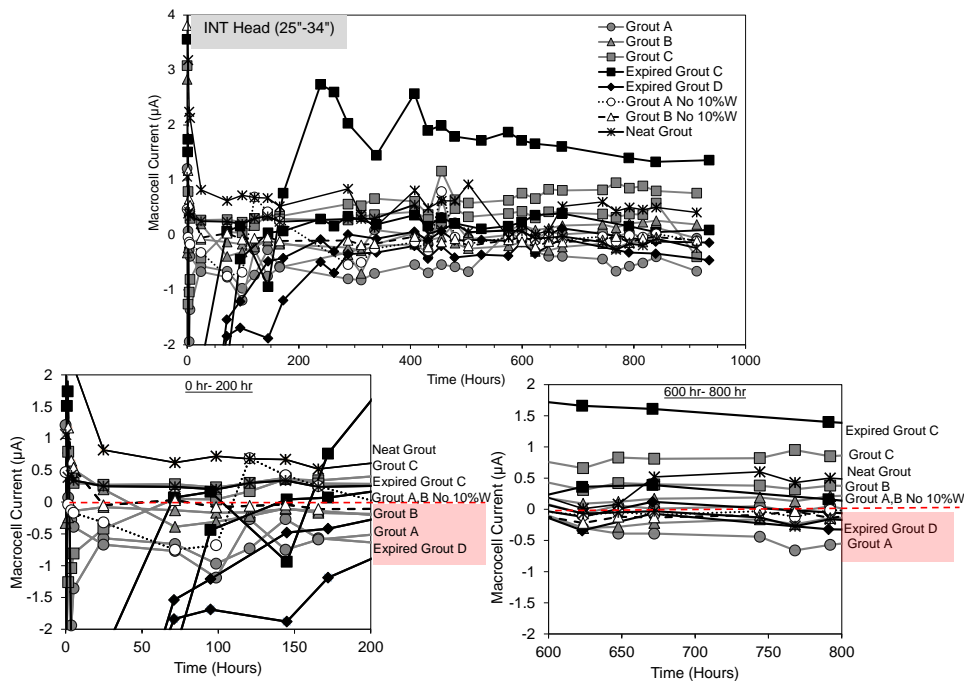 INT Head (25"-34")
Grout A
Grout B
Grout C
Expired Grout C
Expired Grout D
Grout A No 10%W
Grout B No 10%W
Neat Grout
Macrocell Current (μA)
4
3
2
1
0
-1
-2
0
200
400
600
800
1000
Time (Hours)
0 hr- 200 hr
Macrocell Current (μA)
2
1.5
1
0.5
0
-0.5
-1
-1.5
-2
0
50
100
150
200
Time (Hours)
Neat Grout
Grout C
Expired Grout C
Grout A,B No 10%W
Grout B
Grout A
Expired Grout D
600 hr- 800 hr
Macrocell Current (μA)
2
1.5
1
0.5
0
-0.5
-1
-1.5
-2
600
650
700
750
800
Time (Hours)
Expired Grout C
Grout C
Neat Grout
Grout B
Grout A,B No 10%W
Expired Grout D
Grout A